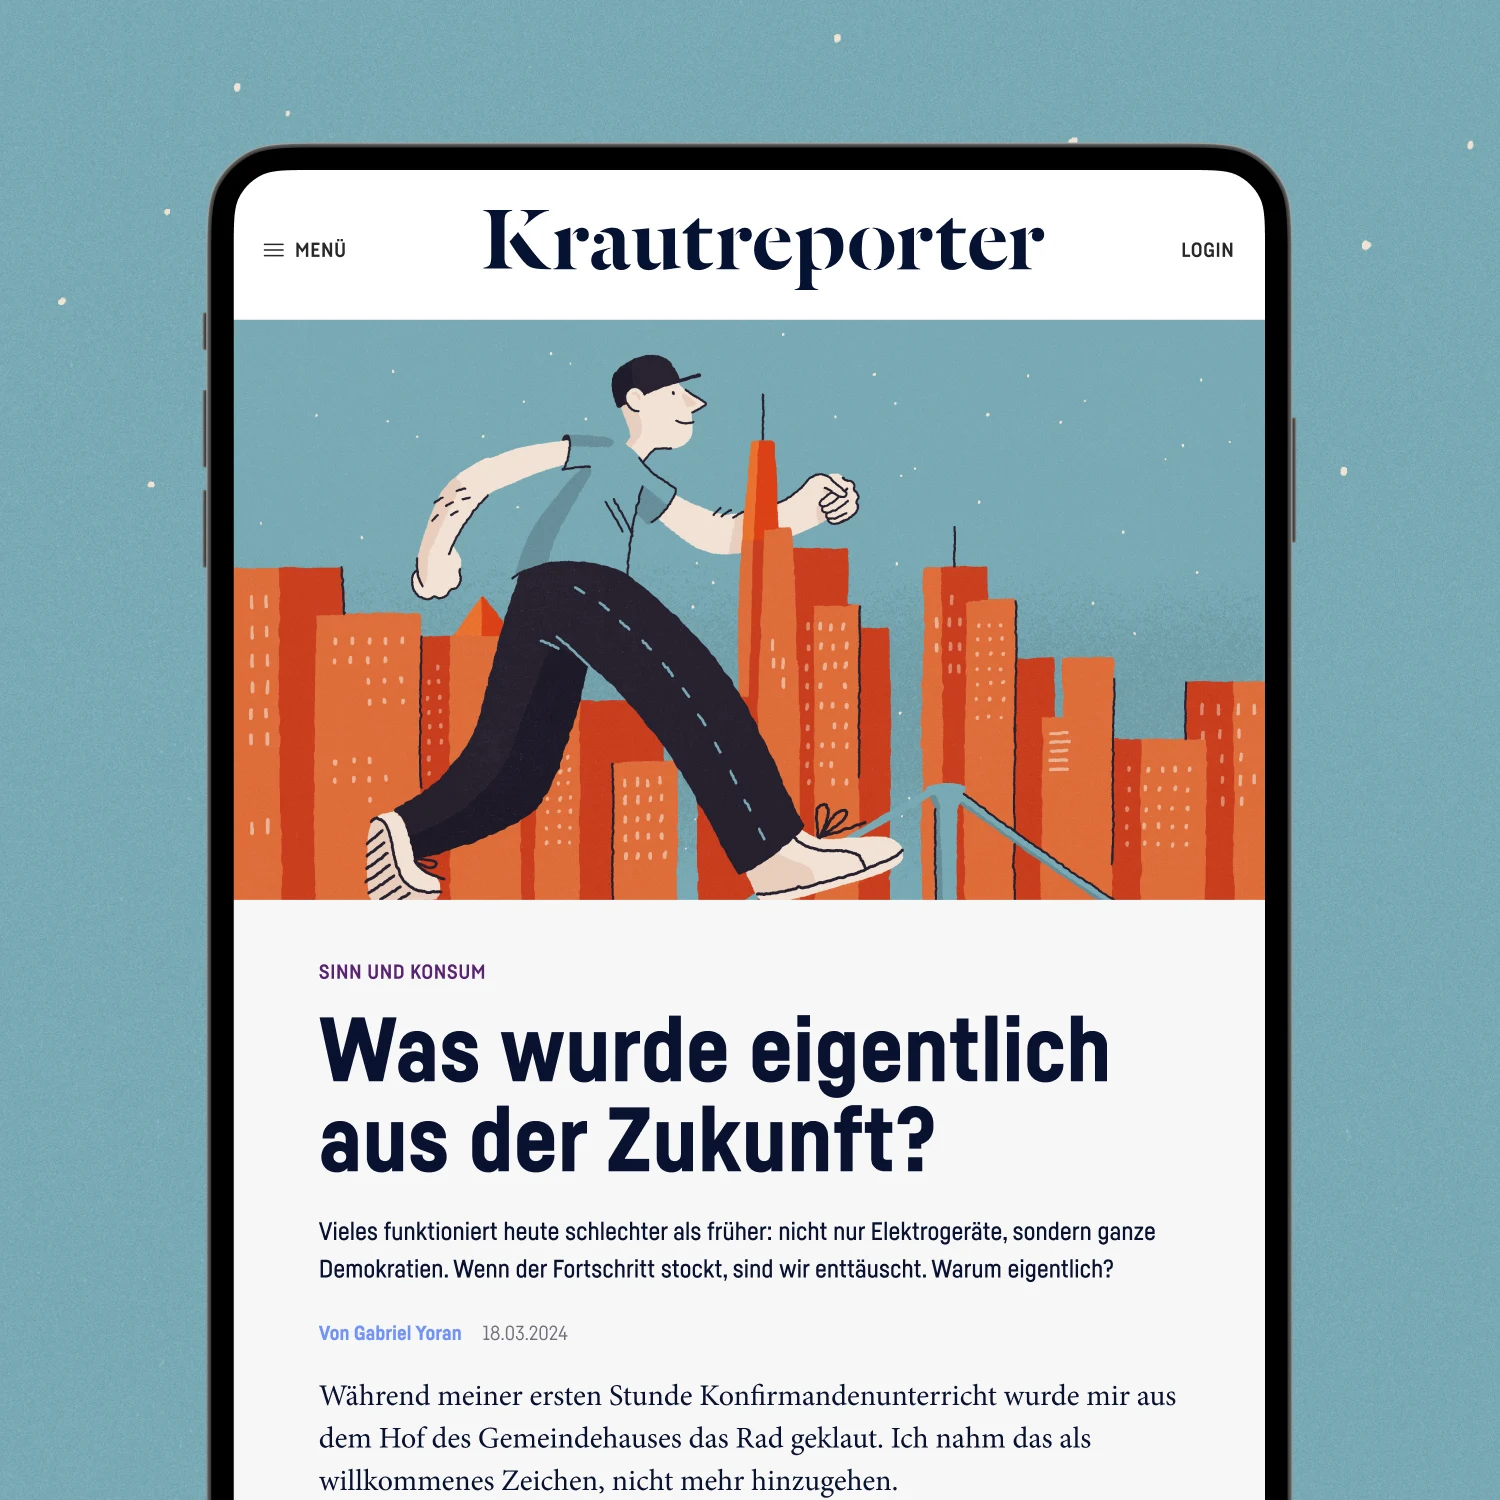 MENÜ
Krautreporter
LOGIN
SINN UND KONSUM
Was wurde eigentlich
aus der Zukunft?
Vieles funktioniert heute schlechter als früher: nicht nur Elektrogeräte, sondern ganze
Demokratien. Wenn der Fortschritt stockt, sind wir enttäuscht. Warum eigentlich?
Von Gabriel Yoran 18.03.2024
Während meiner ersten Stunde Konfirmandenunterricht wurde mir aus
dem Hof des Gemeindehauses das Rad geklaut. Ich nahm das als
willkommenes Zeichen, nicht mehr hinzugehen.